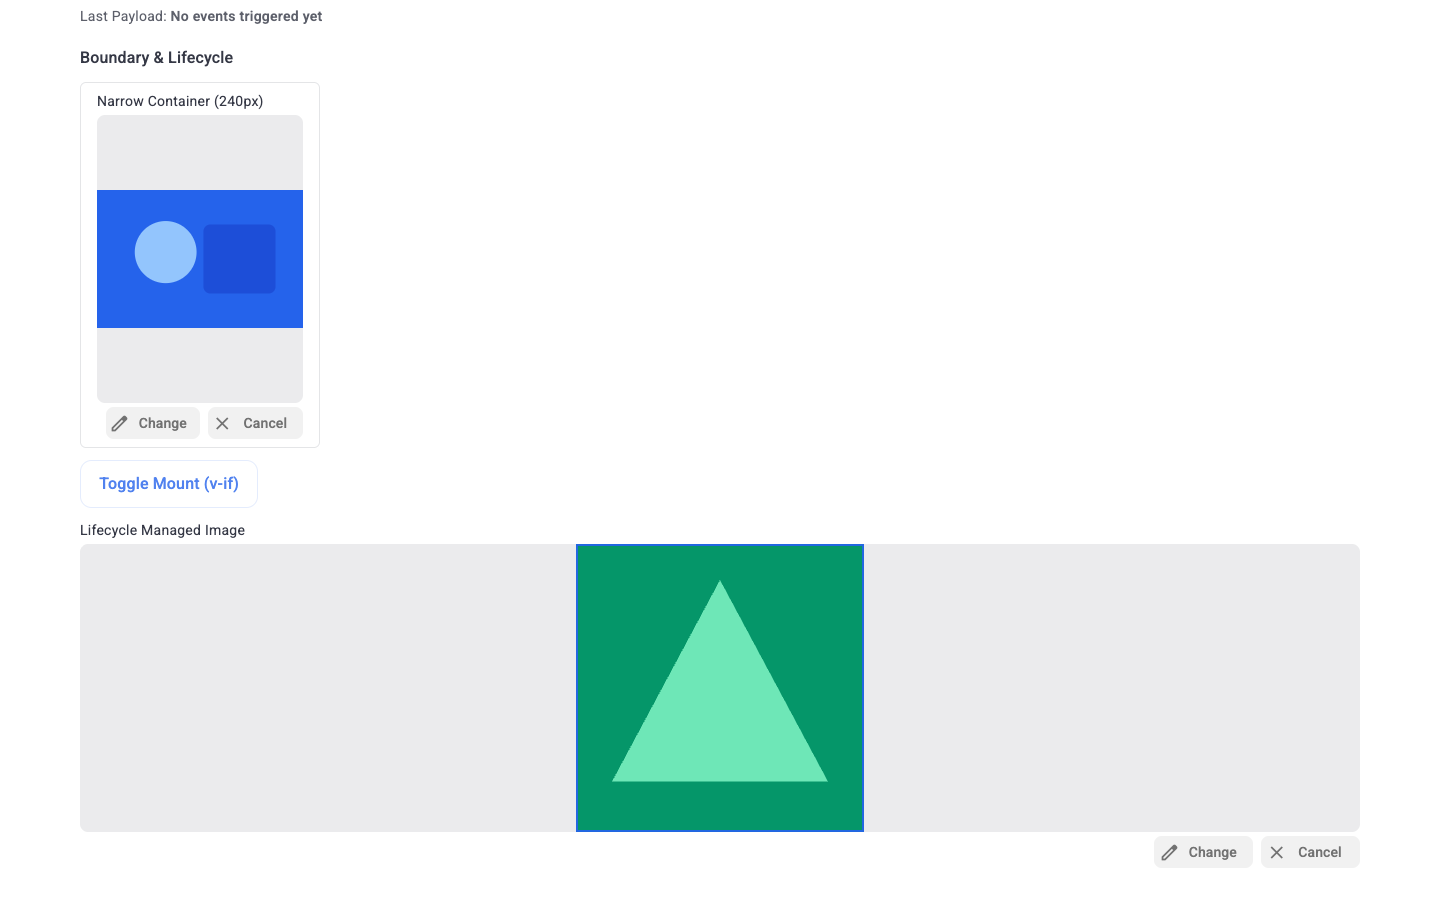 Last Payload: No events triggered yet
Boundary & Lifecycle
Narrow Container (240px)
Change
Cancel
Toggle Mount (v-if)
Lifecycle Managed Image
Change
Cancel